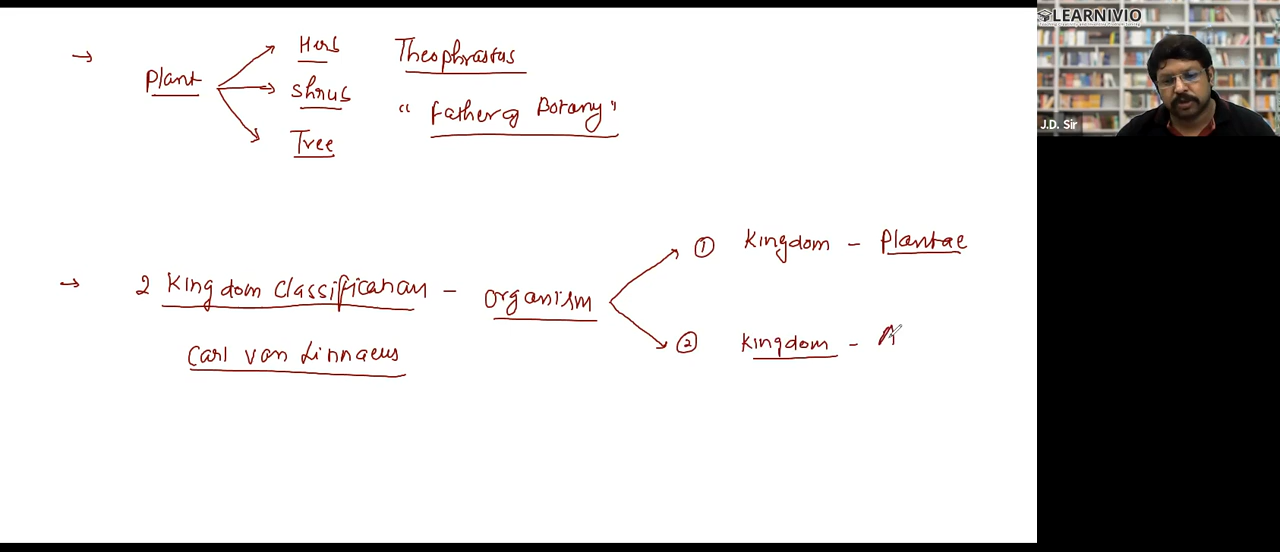 LEARNIVIO
J.D. Sir
→ Plant
Herb
Shrub
Tree
Theophrastus
"Father of Botany"
→ 2 Kingdom Classification - Organism
Carl van Linnaeus
① Kingdom - Plantae
② Kingdom - A